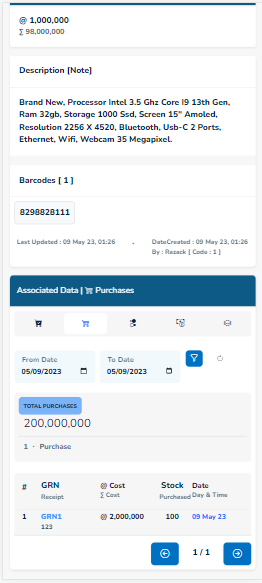 @ 1,000,000
∑ 98,000,000
Description [Note]
Brand New, Processor Intel 3.5 Ghz Core I9 13th Gen,
Ram 32gb, Storage 1000 Ssd, Screen 15" Amoled,
Resolution 2256 X 4520, Bluetooth, Usb-C 2 Ports,
Ethernet, Wifi, Webcam 35 Megapixel.
Barcodes [ 1 ]
8298828111
Last Updated : 09 May 23, 01:26 - DateCreated : 09 May 23, 01:26
By : Razack [ Code : 1 ]
Associated Data | Purchases
From Date To Date
05/09/2023 05/09/2023
TOTAL PURCHASES
200,000,000
1 - Purchase
# GRN @ Cost Stock Date
Receipt ∑ Cost Purchased Day & Time
1 GRN1 @ 2,000,000 100 09 May 23
123
1 / 1